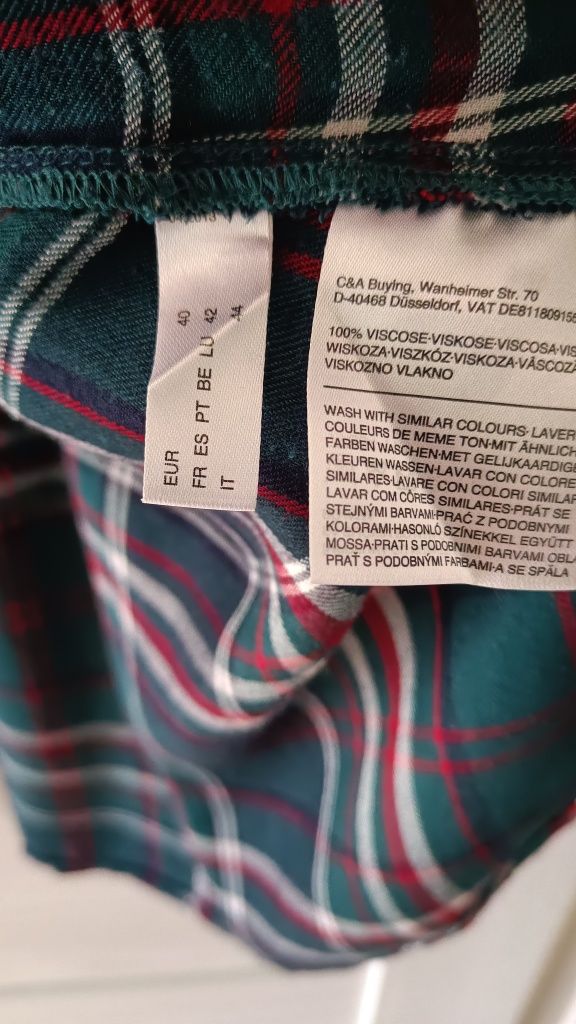 EUR 40
FR ES PT BE LU 42
IT 44
C&A Buying, Wanheimer Str. 70
D-40468 Düsseldorf, VAT DE811809155
100% VISCOSE·VISKOSE·VISCOSA·VIS
WISKOZA·VISZKÓZ·VISKOZA·VÂSCOZĂ
VISKOZNO VLAKNO
WASH WITH SIMILAR COLOURS· LAVER
COULEURS DE MEME TON·MIT ÄHNLICH
FARBEN WASCHEN·MET GELIJKAARDIGE
KLEUREN WASSEN·LAVAR CON COLORE
SIMILARES·LAVARE CON COLORI SIMILAR
LAVAR COM CÔRES SIMILARES·PRÁT SE
STEJNÝMI BARVAMI·PRAĆ Z PODOBNYMI
KOLORAMI·HASONLÓ SZÍNEKKEL EGYÜTT
MOSSA·PRATI S PODOBNIMI BARVAMI OBLA
PRAŤ S PODOBNÝMI FARBAMI·A SE SPĂLA